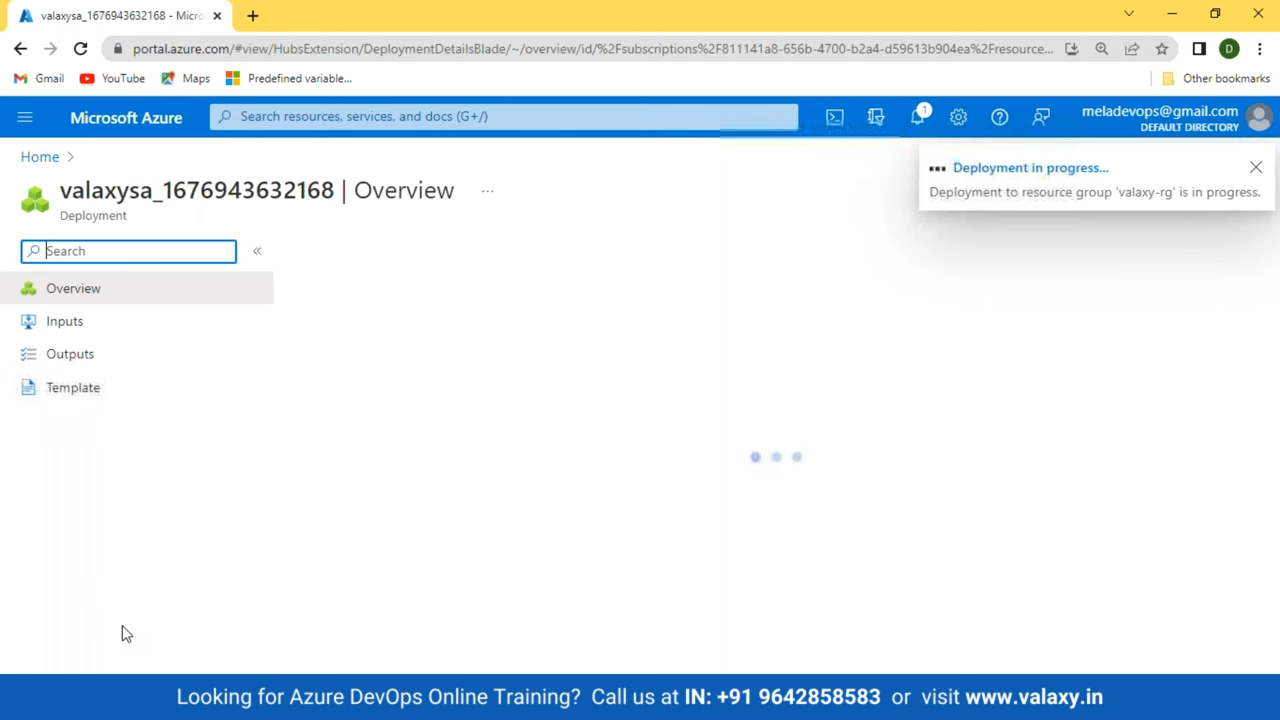 valaxysa_1676943632168 - Micro
portal.azure.com/#view/HubsExtension/DeploymentDetailsBlade/~/overview/id/%2Fsubscriptions%2F811141a8-656b-4700-b2a4-d59613b904ea%2Fresource...
Gmail
YouTube
Maps
Predefined variable...
Other bookmarks
D
Microsoft Azure
Search resources, services, and docs (G+/)
1
meladevops@gmail.com
DEFAULT DIRECTORY
Home
Deployment in progress...
Deployment to resource group 'valaxy-rg' is in progress.
valaxysa_1676943632168 | Overview
...
Deployment
Search
Overview
Inputs
Outputs
Template
Looking for Azure DevOps Online Training? Call us at IN: +91 9642858583 or visit www.valaxy.in